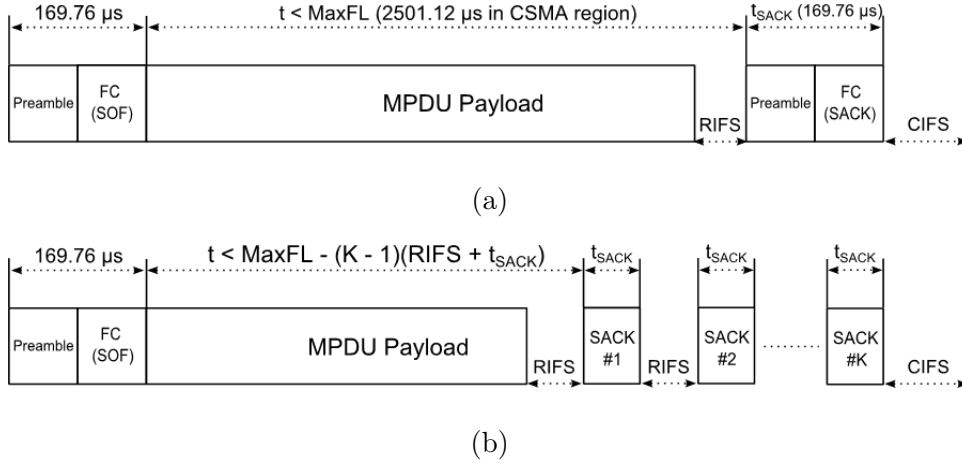 169.76 µs
t < MaxFL (2501.12 µs in CSMA region)
tSACK (169.76 µs)
Preamble
FC
(SOF)
MPDU Payload
RIFS
Preamble
FC
(SACK)
CIFS
(a)
169.76 µs
t < MaxFL - (K - 1)(RIFS + tSACK)
tSACK
tSACK
tSACK
Preamble
FC
(SOF)
MPDU Payload
RIFS
SACK
#1
RIFS
SACK
#2
SACK
#K
CIFS
(b)